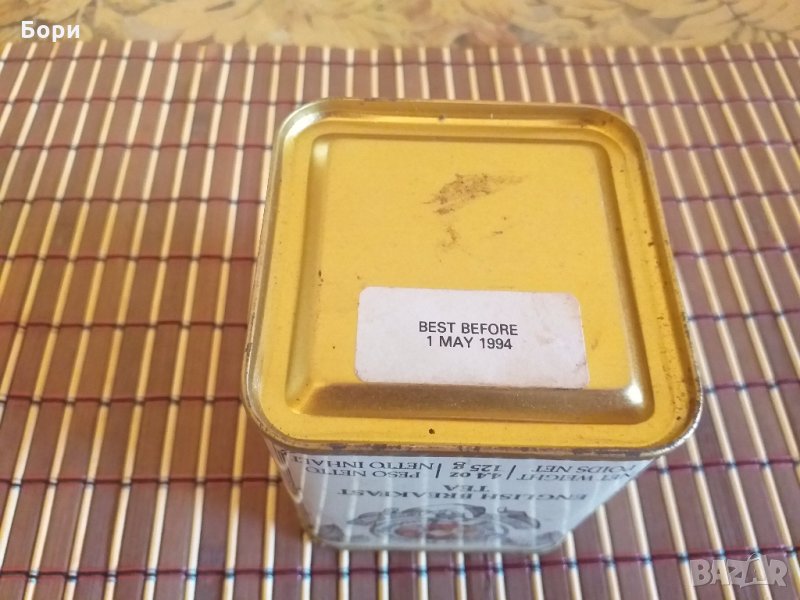 Бори
BEST BEFORE
1 MAY 1994
NET WEIGHT | 4.4 oz | PESO NETTO
POIDS NET | 125 g | NETTO INHALT
ENGLISH BREAKFAST
TEA
BAZAR